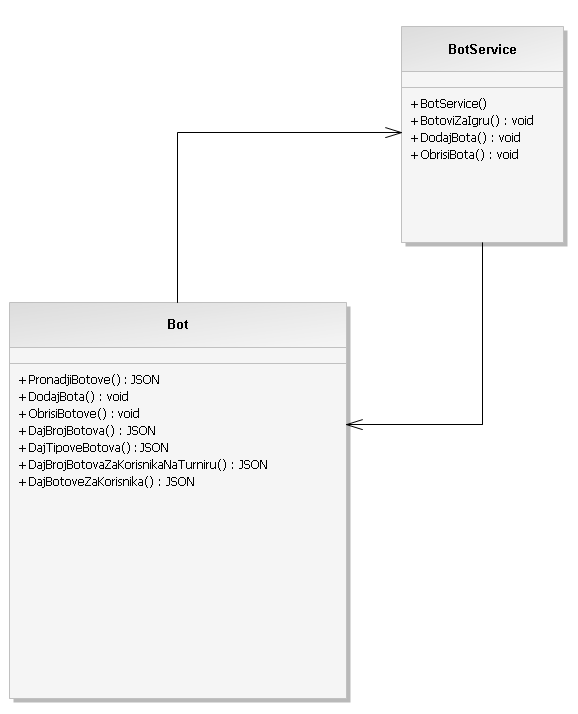 BotService
+BotService()
+BotoviZaIgru() : void
+DodajBota() : void
+ObrisiBota() : void
Bot
+PronadjiBotove() : JSON
+DodajBota() : void
+ObrisiBotove() : void
+DajBrojBotova() : JSON
+DajTipoveBotova() : JSON
+DajBrojBotovaZaKorisnikaNaTurniru() : JSON
+DajBotoveZaKorisnika() : JSON